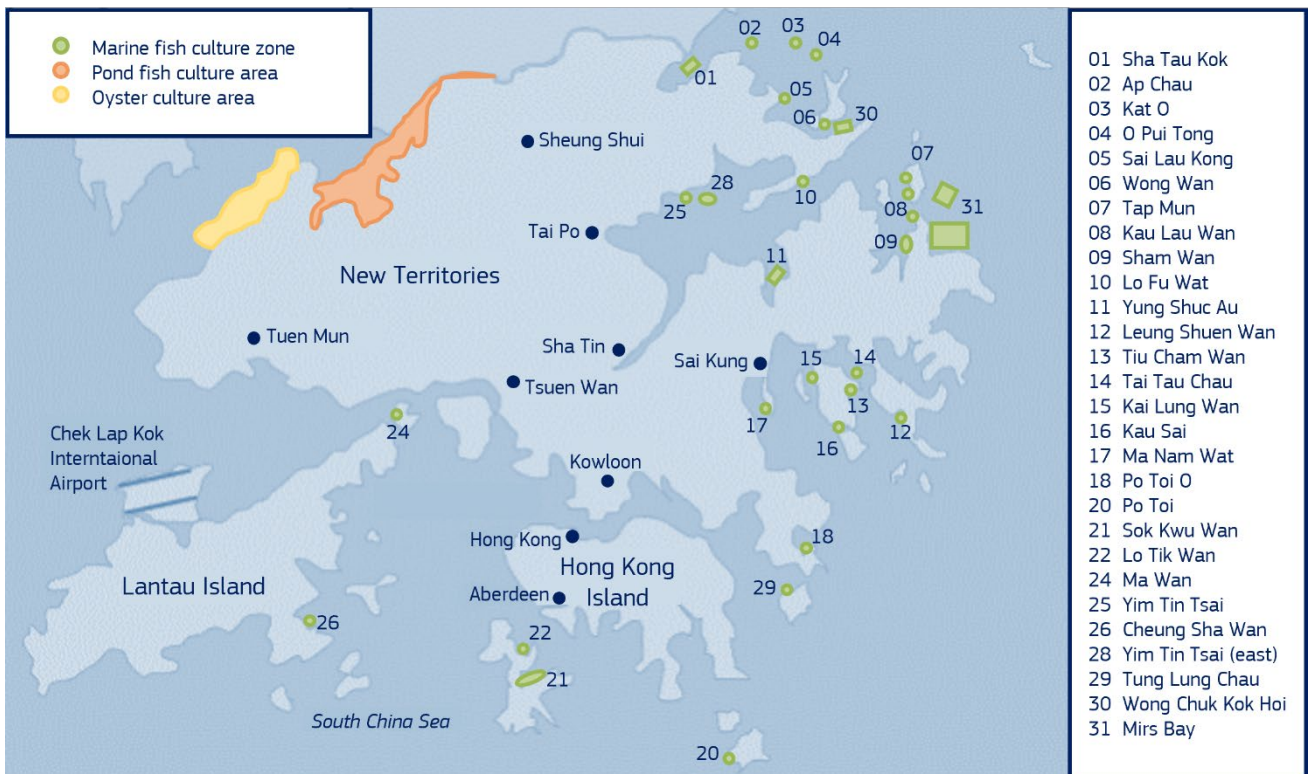 Marine fish culture zone
Pond fish culture area
Oyster culture area
02
03
04
01
05
06
30
Sheung Shui
07
28
10
25
08
31
Tai Po
09
New Territories
11
Tuen Mun
Sha Tin
Sai Kung
15
14
Tsuen Wan
13
24
17
16
12
Chek Lap Kok
Interntaional
Airport
Kowloon
Hong Kong
18
Lantau Island
Hong Kong
Island
Aberdeen
29
26
22
21
South China Sea
20
01 Sha Tau Kok
02 Ap Chau
03 Kat O
04 O Pui Tong
05 Sai Lau Kong
06 Wong Wan
07 Tap Mun
08 Kau Lau Wan
09 Sham Wan
10 Lo Fu Wat
11 Yung Shuc Au
12 Leung Shuen Wan
13 Tiu Cham Wan
14 Tai Tau Chau
15 Kai Lung Wan
16 Kau Sai
17 Ma Nam Wat
18 Po Toi O
20 Po Toi
21 Sok Kwu Wan
22 Lo Tik Wan
24 Ma Wan
25 Yim Tin Tsai
26 Cheung Sha Wan
28 Yim Tin Tsai (east)
29 Tung Lung Chau
30 Wong Chuk Kok Hoi
31 Mirs Bay